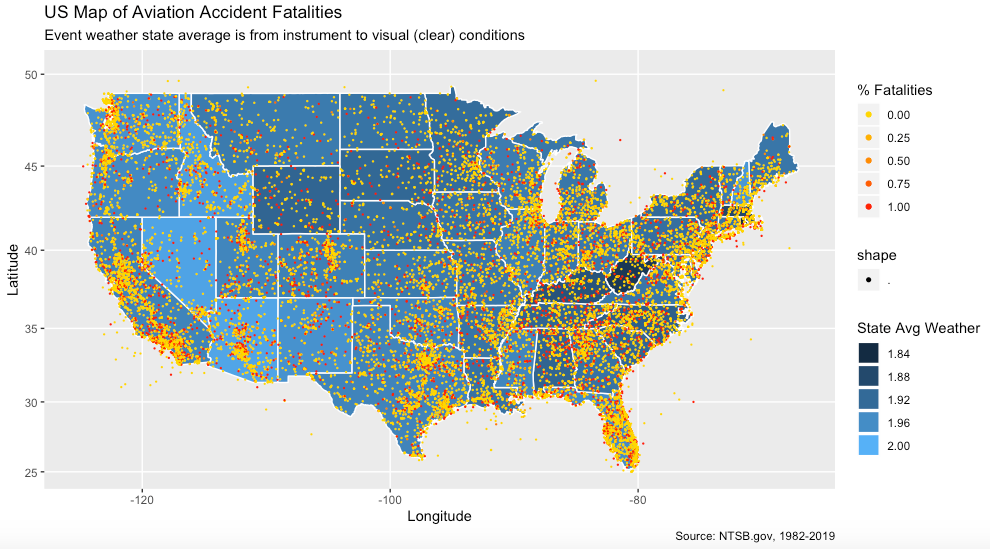 US Map of Aviation Accident Fatalities
Event weather state average is from instrument to visual (clear) conditions
50
45
40
35
30
25
Latitude
-120
-100
-80
Longitude
% Fatalities
0.00
0.25
0.50
0.75
1.00
shape
.
State Avg Weather
1.84
1.88
1.92
1.96
2.00
Source: NTSB.gov, 1982-2019